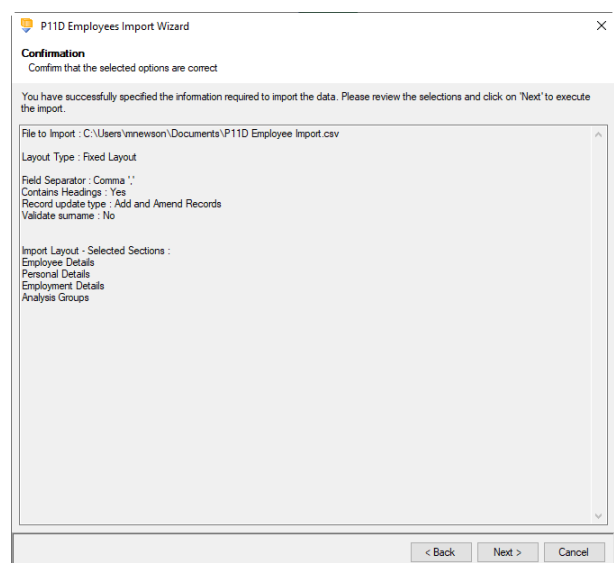 P11D Employees Import Wizard
Confirmation
Comfirm that the selected options are correct
You have successfully specified the information required to import the data. Please review the selections and click on 'Next' to execute
the import.
File to Import : C:\Users\mnewson\Documents\P11D Employee Import.csv
Layout Type : Fixed Layout
Field Separator : Comma ','
Contains Headings : Yes
Record update type : Add and Amend Records
Validate surname : No
Import Layout - Selected Sections :
Employee Details
Personal Details
Employment Details
Analysis Groups
< Back
Next >
Cancel